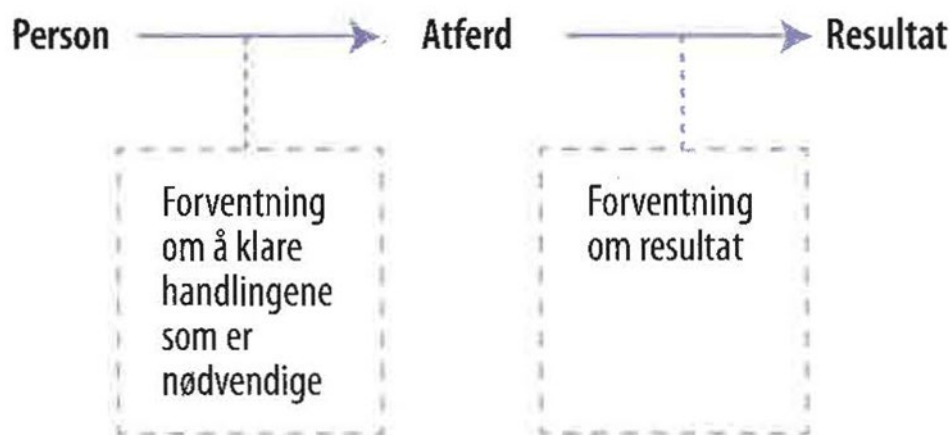 Person Atferd Resultat
Forventning
om å klare
handlingene
som er
nødvendige
Forventning
om resultat